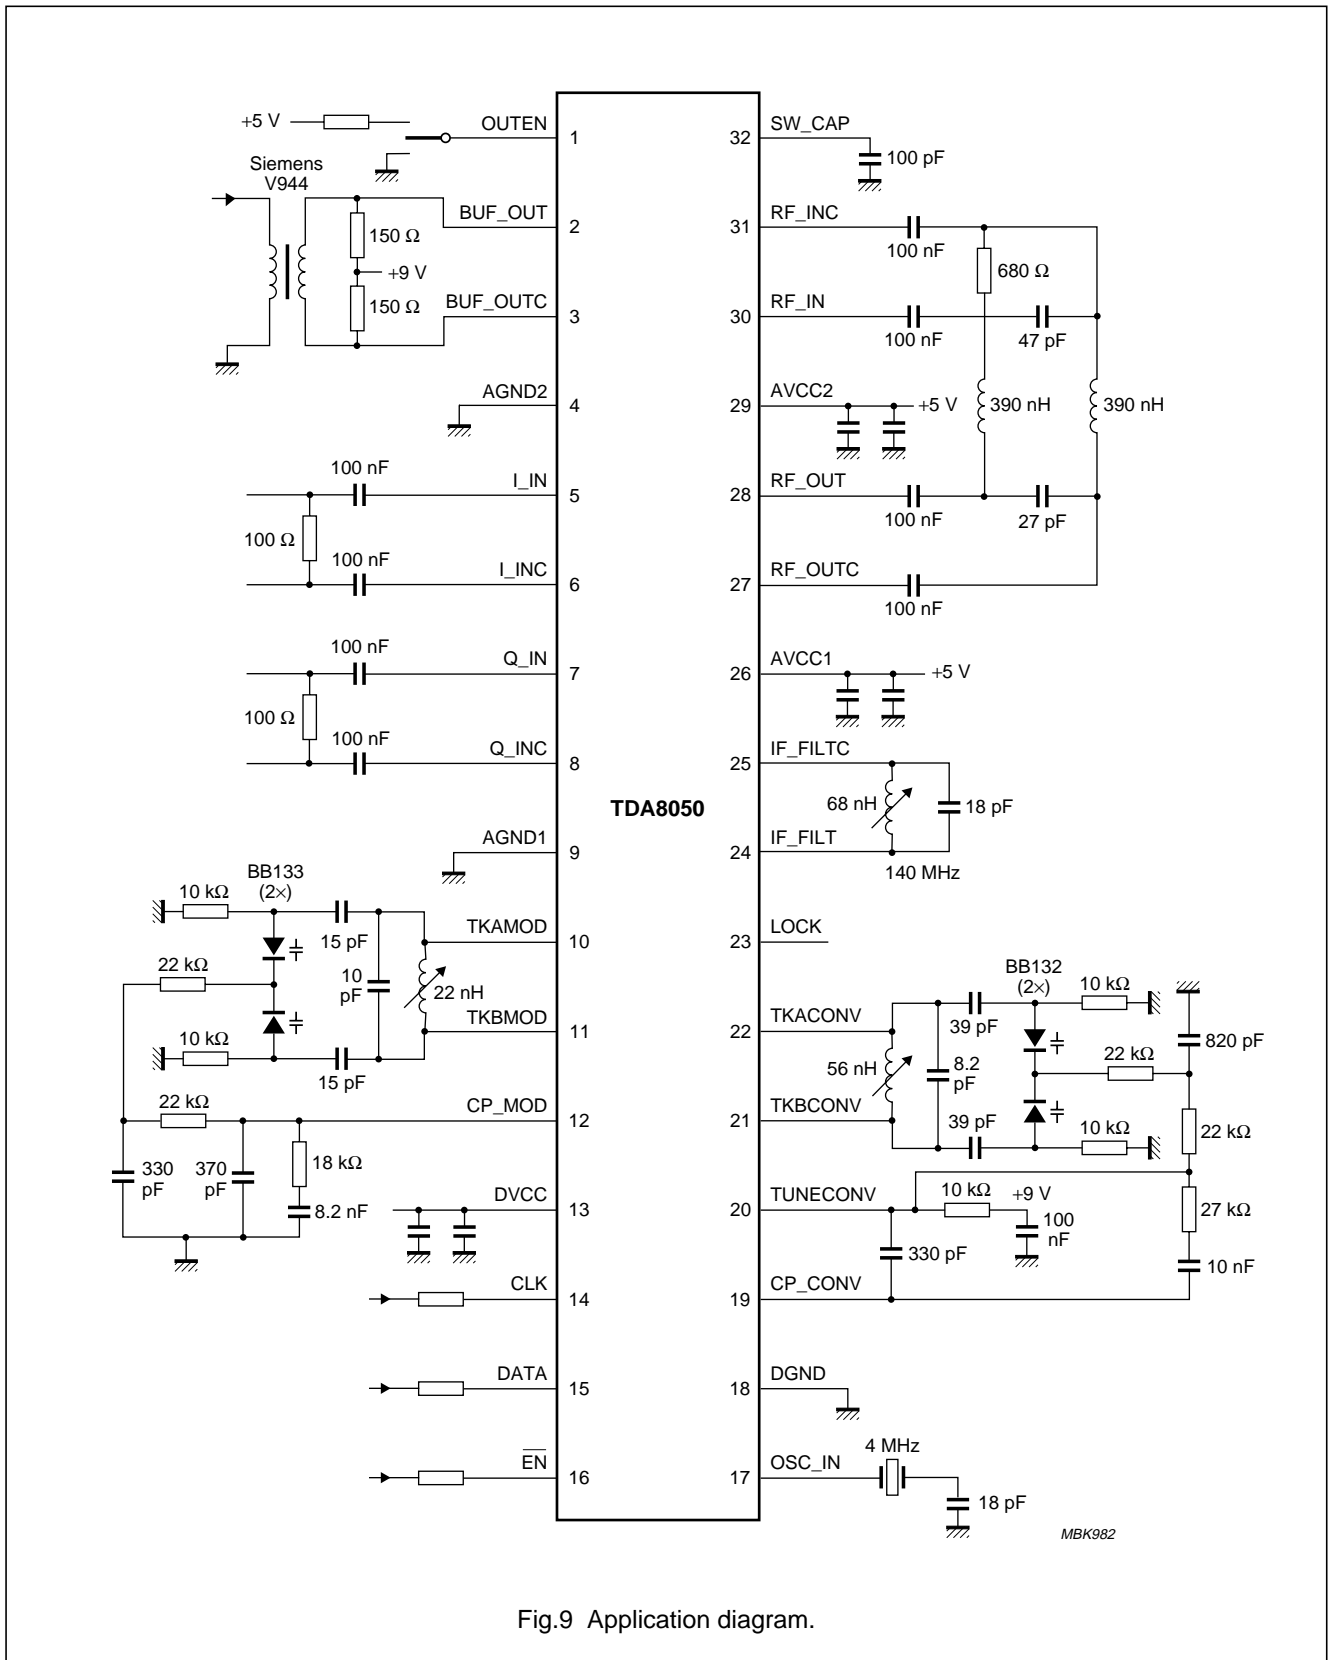 +5 V
OUTEN
1
Siemens
V944
BUF_OUT
2
150 Ω
+9 V
150 Ω
BUF_OUTC
3
AGND2
4
100 nF
I_IN
5
100 Ω
100 nF
I_INC
6
100 nF
Q_IN
7
100 Ω
100 nF
Q_INC
8
TDA8050
AGND1
9
BB133
(2×)
10 kΩ
15 pF
TKAMOD
10
22 kΩ
10
pF
22 nH
TKBMOD
11
10 kΩ
15 pF
22 kΩ
CP_MOD
12
330
pF
370
pF
18 kΩ
8.2 nF
DVCC
13
CLK
14
DATA
15
EN
16
32
SW_CAP
100 pF
31
RF_INC
100 nF
680 Ω
30
RF_IN
100 nF
47 pF
29
AVCC2
+5 V
390 nH
390 nH
28
RF_OUT
100 nF
27 pF
27
RF_OUTC
100 nF
26
AVCC1
+5 V
25
IF_FILTC
68 nH
18 pF
24
IF_FILT
140 MHz
23
LOCK
BB132
(2×)
10 kΩ
22
TKACONV
39 pF
820 pF
56 nH
8.2
pF
22 kΩ
21
TKBCONV
39 pF
10 kΩ
22 kΩ
20
TUNECONV
10 kΩ
+9 V
100
nF
27 kΩ
330 pF
10 nF
19
CP_CONV
18
DGND
4 MHz
17
OSC_IN
18 pF
MBK982
Fig.9 Application diagram.